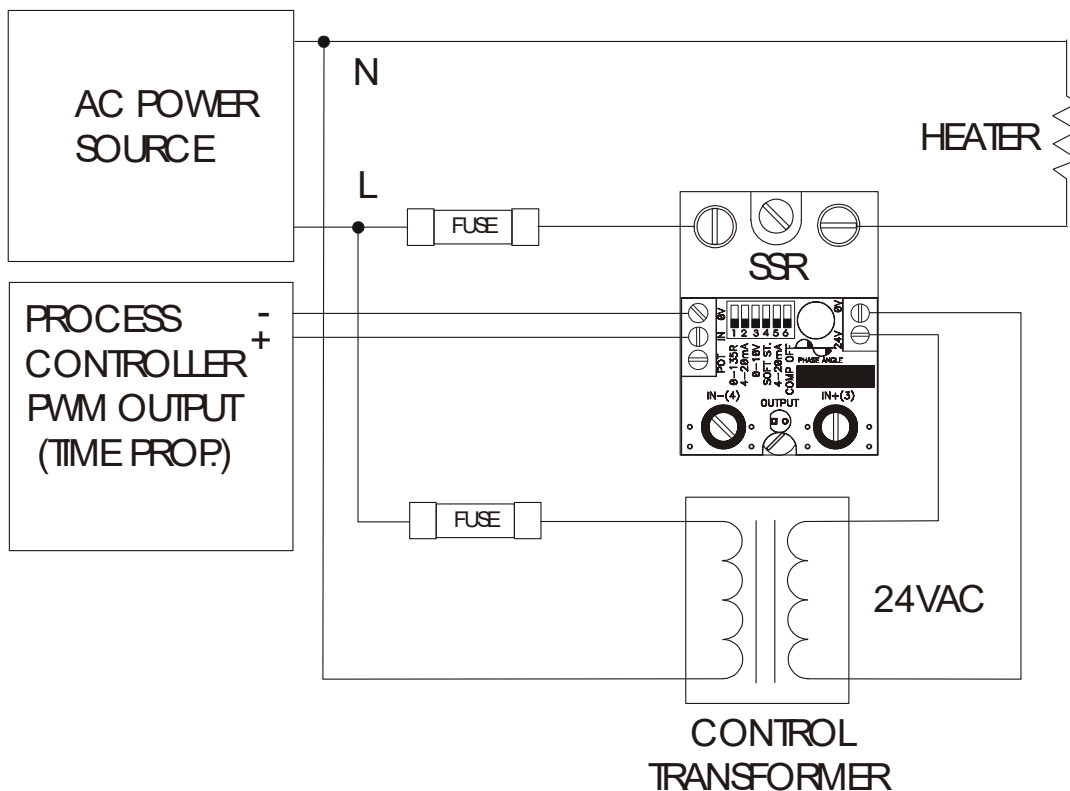 AC POWER
SOURCE
N
L
HEATER
FUSE
SSR
PROCESS -
CONTROLLER +
PWM OUTPUT
(TIME PROP.)
0V
IN
POT
1 2 3 4 5 6
0-135R
4-20mA
0-10V
SOFT ST.
4-20mA
COMP OFF
0V
24V
PHASE ANGLE
IN-(4)
OUTPUT
IN+(3)
FUSE
24VAC
CONTROL
TRANSFORMER